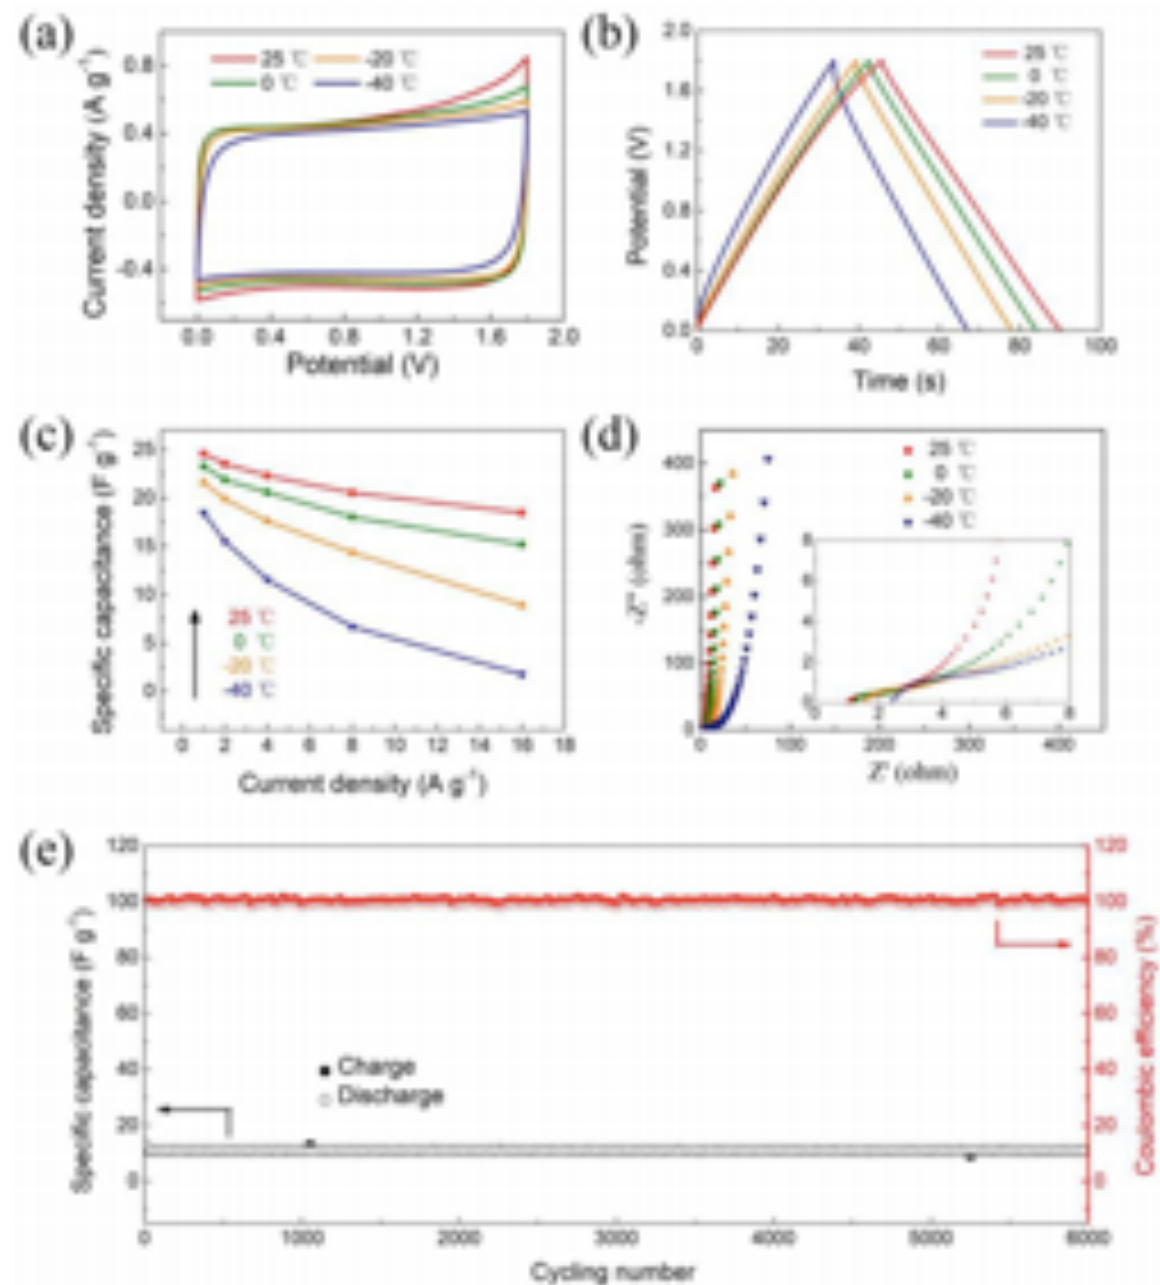 (a)
25 ℃
-20 ℃
0 ℃
-40 ℃
0.8
0.4
0.0
-0.4
0.0 0.4 0.8 1.2 1.6 2.0
Current density (A g⁻¹)
Potential (V)
(b)
25 ℃
0 ℃
-20 ℃
-40 ℃
2.0
1.6
1.2
0.8
0.4
0.0
0 20 40 60 80 100
Potential (V)
Time (s)
(c)
25
20
15
10
5
0
25 ℃
0 ℃
-20 ℃
-40 ℃
0 2 4 6 8 10 12 14 16 18
Specific capacitance (F g⁻¹)
Current density (A g⁻¹)
(d)
25 ℃
0 ℃
-20 ℃
-40 ℃
400
300
200
100
0
0 100 200 300 400
8
6
4
2
0
0 2 4 6 8
-Z'' (ohm)
Z' (ohm)
(e)
120
100
80
60
40
20
0
Charge
Discharge
120
100
80
60
40
20
0
0 1000 2000 3000 4000 5000 6000
Specific capacitance (F g⁻¹)
Coulombic efficiency (%)
Cycling number